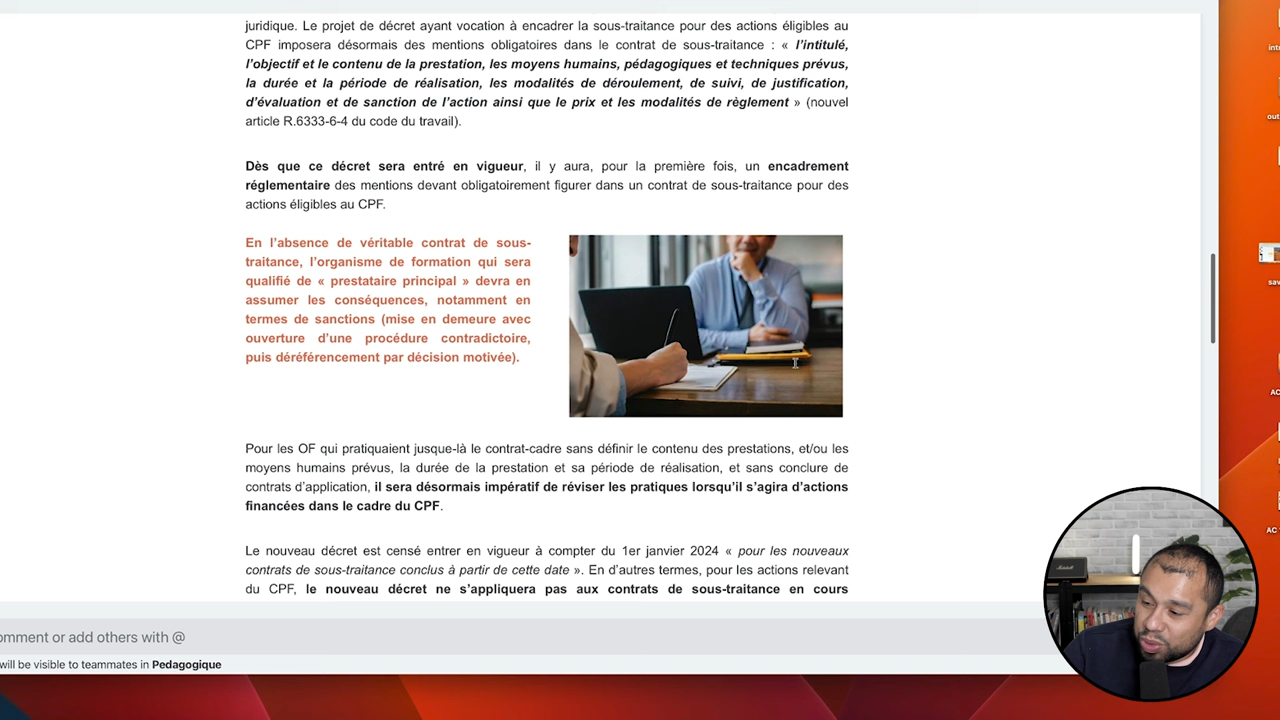 juridique. Le projet de décret ayant vocation à encadrer la sous-traitance pour des actions éligibles au
CPF imposera désormais des mentions obligatoires dans le contrat de sous-traitance : « l'intitulé,
l'objectif et le contenu de la prestation, les moyens humains, pédagogiques et techniques prévus,
la durée et la période de réalisation, les modalités de déroulement, de suivi, de justification,
d'évaluation et de sanction de l'action ainsi que le prix et les modalités de règlement » (nouvel
article R.6333-6-4 du code du travail).
Dès que ce décret sera entré en vigueur, il y aura, pour la première fois, un encadrement
réglementaire des mentions devant obligatoirement figurer dans un contrat de sous-traitance pour des
actions éligibles au CPF.
En l'absence de véritable contrat de sous-
traitance, l'organisme de formation qui sera
qualifié de « prestataire principal » devra en
assumer les conséquences, notamment en
termes de sanctions (mise en demeure avec
ouverture d'une procédure contradictoire,
puis déréférencement par décision motivée).
Pour les OF qui pratiquaient jusque-là le contrat-cadre sans définir le contenu des prestations, et/ou les
moyens humains prévus, la durée de la prestation et sa période de réalisation, et sans conclure de
contrats d'application, il sera désormais impératif de réviser les pratiques lorsqu'il s'agira d'actions
financées dans le cadre du CPF.
Le nouveau décret est censé entrer en vigueur à compter du 1er janvier 2024 « pour les nouveaux
contrats de sous-traitance conclus à partir de cette date ». En d'autres termes, pour les actions relevant
du CPF, le nouveau décret ne s'appliquera pas aux contrats de sous-traitance en cours
omment or add others with @
will be visible to teammates in Pedagogique
int
out
sav
AC
AC